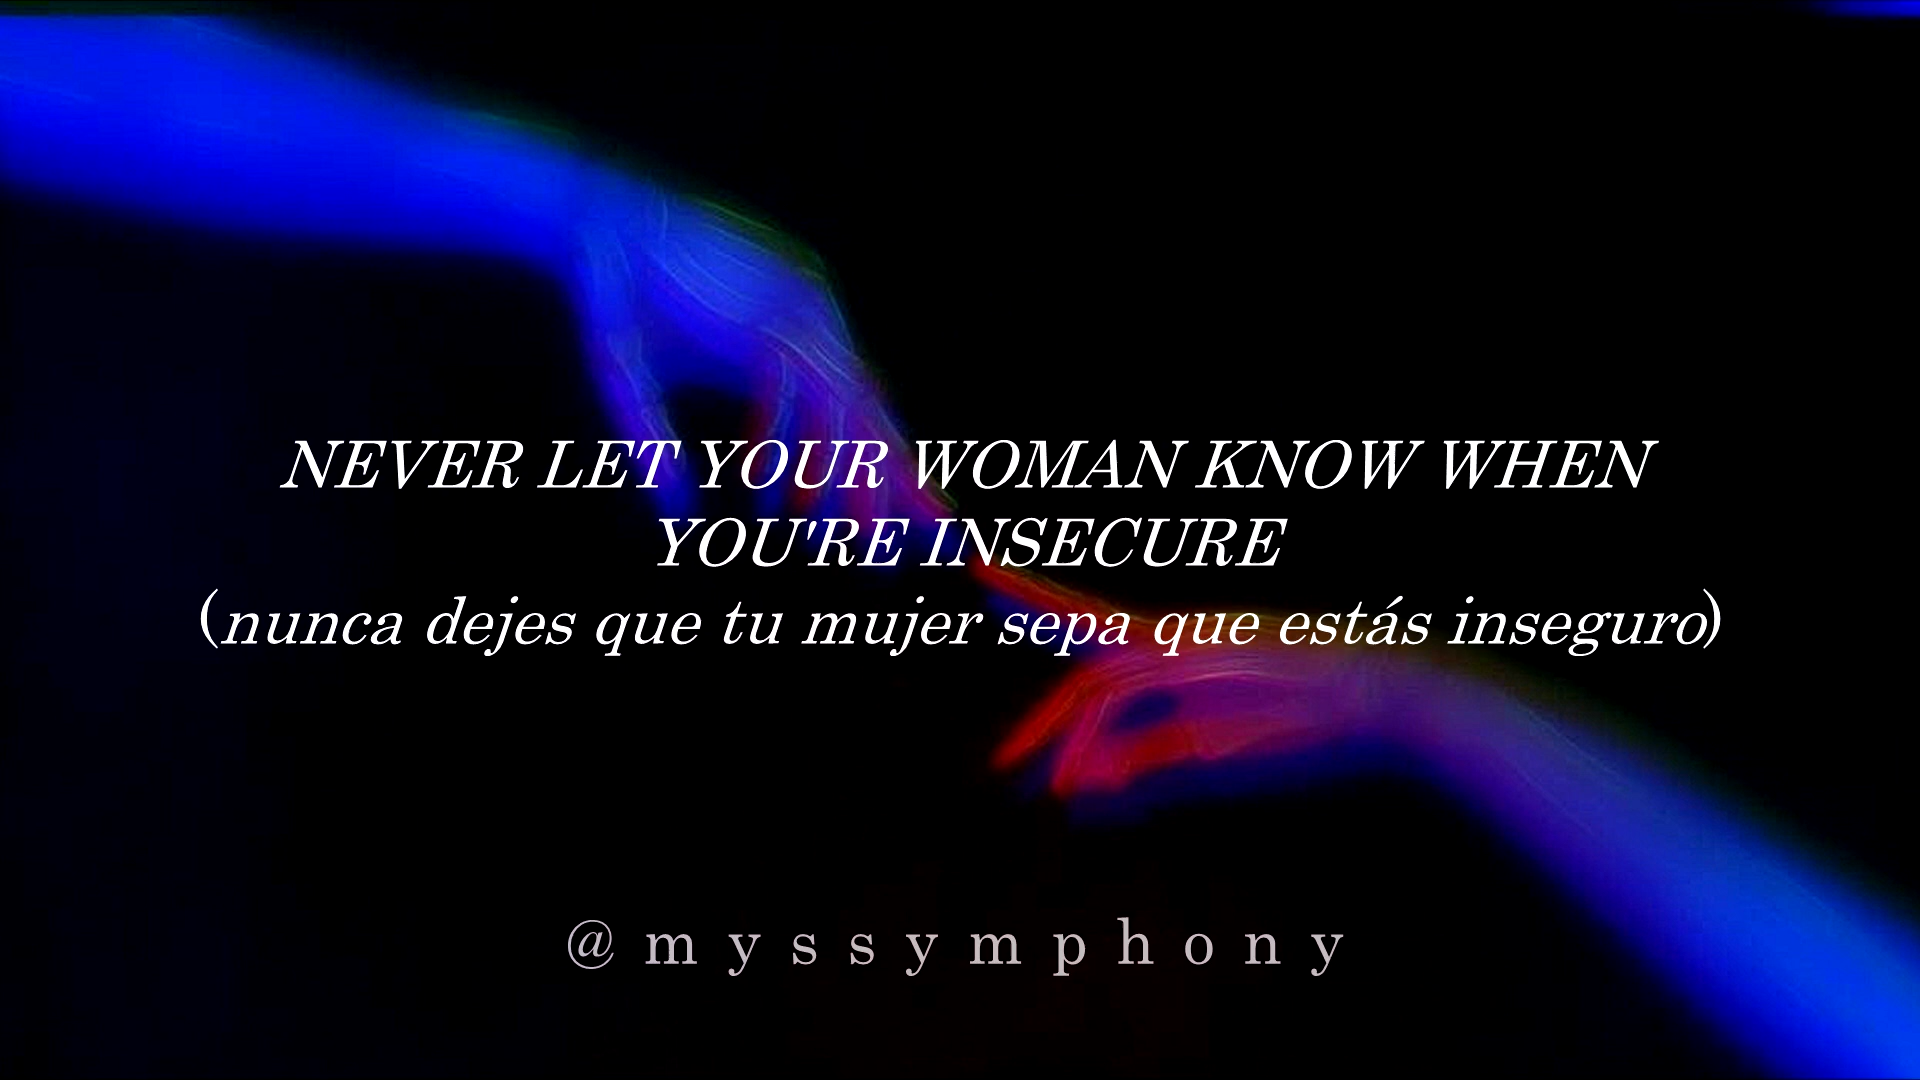 NEVER LET YOUR WOMAN KNOW WHEN
YOU'RE INSECURE
(nunca dejes que tu mujer sepa que estás inseguro)
@myssymphony